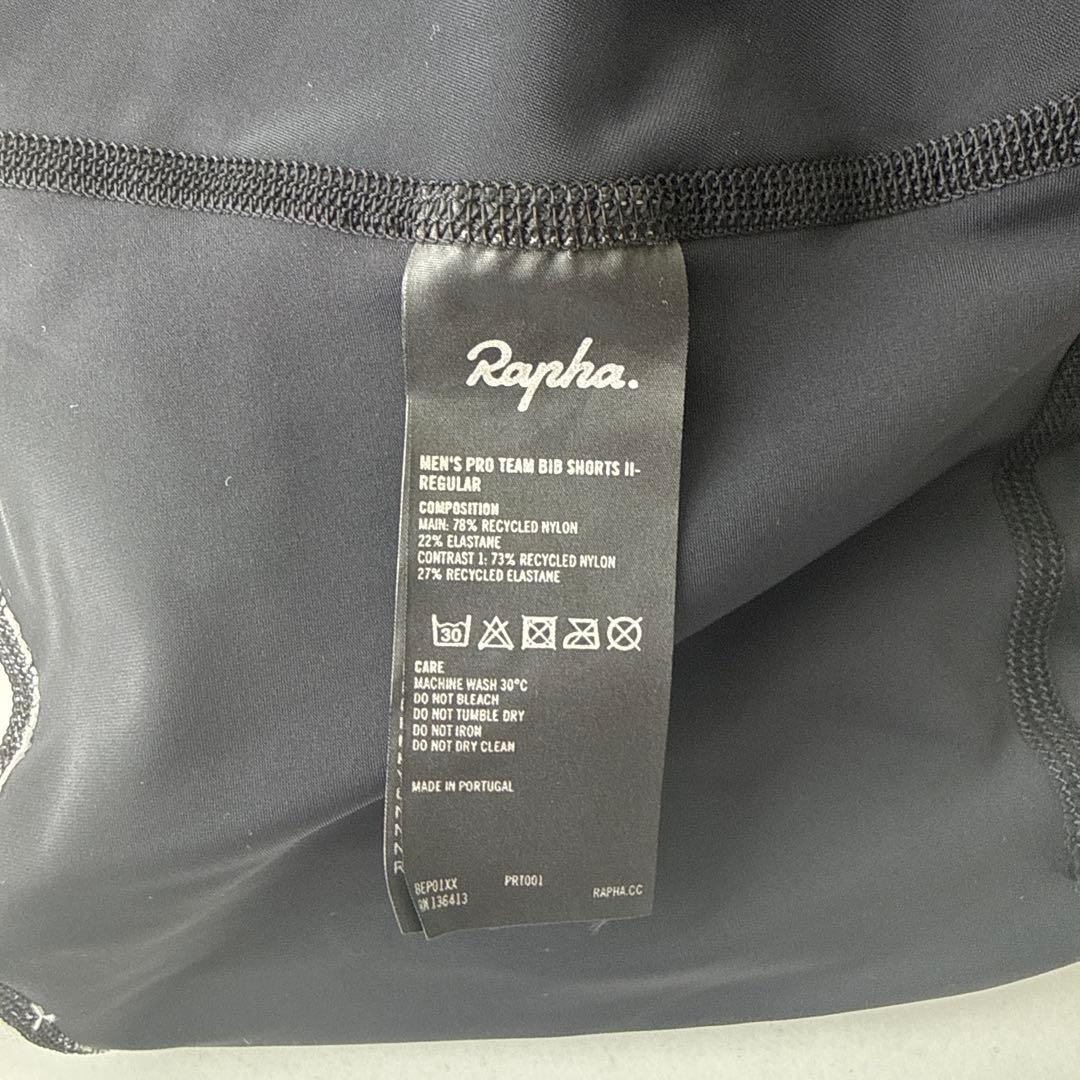 Rapha.
MEN'S PRO TEAM BIB SHORTS II-
REGULAR
COMPOSITION
MAIN: 78% RECYCLED NYLON
22% ELASTANE
CONTRAST 1: 73% RECYCLED NYLON
27% RECYCLED ELASTANE
30
CARE
MACHINE WASH 30°C
DO NOT BLEACH
DO NOT TUMBLE DRY
DO NOT IRON
DO NOT DRY CLEAN
MADE IN PORTUGAL
BEP01XX PRT001 RAPHA.CC
136413